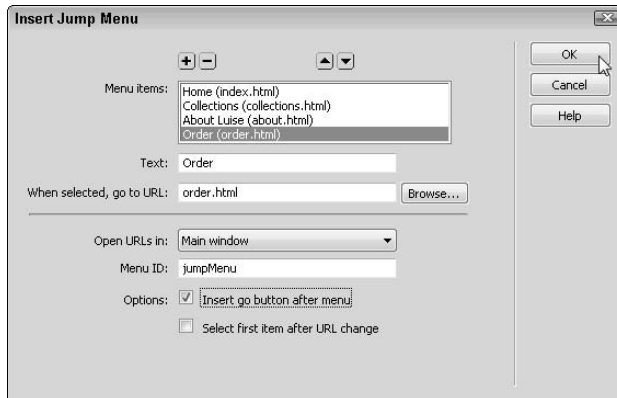 Insert Jump Menu
Menu items:
Home (index.html)
Collections (collections.html)
About Luise (about.html)
Order (order.html)
Text: Order
When selected, go to URL: order.html Browse...
Open URLs in: Main window
Menu ID: jumpMenu
Options: Insert go button after menu
Select first item after URL change
OK
Cancel
Help